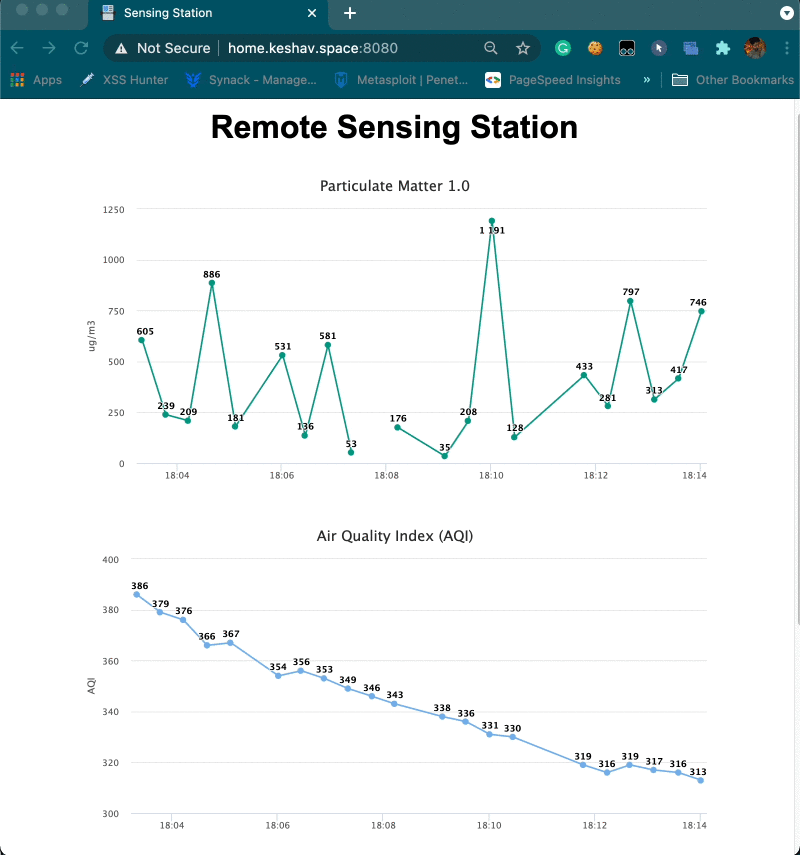 Sensing Station
Not Secure home.keshav.space:8080
Apps XSS Hunter Synack - Manage... Metasploit | Penet... PageSpeed Insights » Other Bookmarks
Remote Sensing Station
Particulate Matter 1.0
1250
1000
750
500
250
0
ug/m3
605 239 209 886 181 531 136 581 53 176 35 208 1 191 128 433 281 797 313 417 746
18:04 18:06 18:08 18:10 18:12 18:14
Air Quality Index (AQI)
400
380
360
340
320
300
AQI
386 379 376 366 367 354 356 353 349 346 343 338 336 331 330 319 316 319 317 316 313
18:04 18:06 18:08 18:10 18:12 18:14